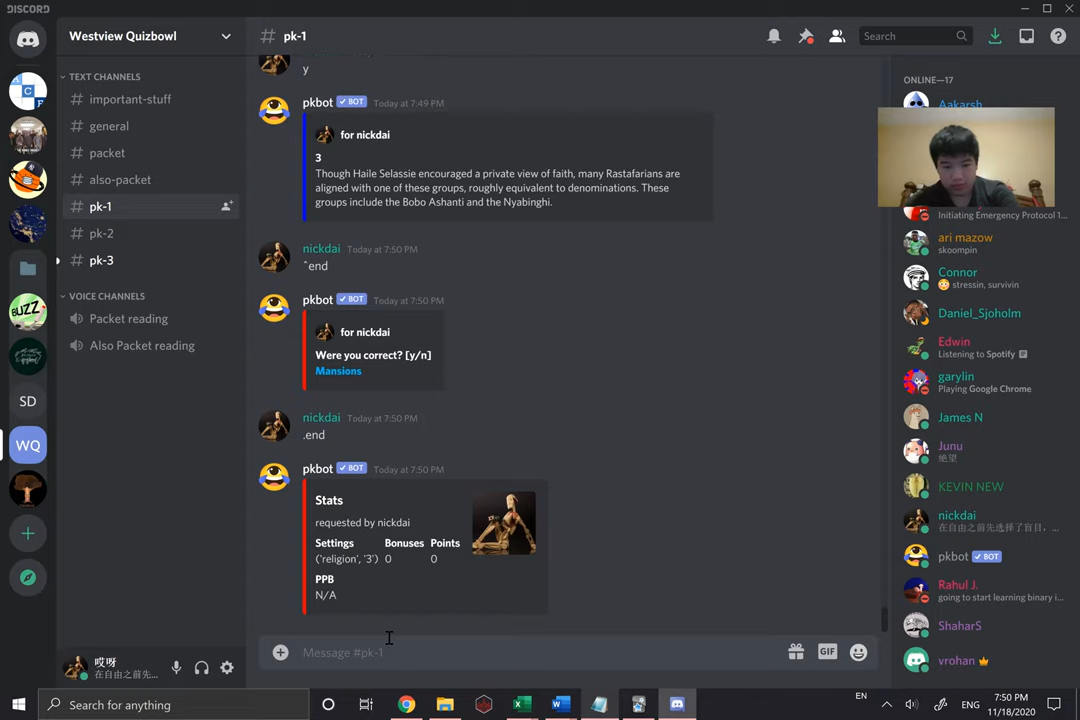 DISCORD
Westview Quizbowl
# pk-1
Search
TEXT CHANNELS
# important-stuff
# general
# packet
# also-packet
# pk-1
# pk-2
# pk-3
VOICE CHANNELS
Packet reading
Also Packet reading
A
C
F
BUZZ
SD
WQ
哎呀
在自由之前先选择了盲目...
y
pkbot ✓ BOT Today at 7:49 PM
for nickdai
3
Though Haile Selassie encouraged a private view of faith, many Rastafarians are
aligned with one of these groups, roughly equivalent to denominations. These
groups include the Bobo Ashanti and the Nyabinghi.
nickdai Today at 7:50 PM
^end
pkbot ✓ BOT Today at 7:50 PM
for nickdai
Were you correct? [y/n]
Mansions
nickdai Today at 7:50 PM
.end
pkbot ✓ BOT Today at 7:50 PM
Stats
requested by nickdai
Settings Bonuses Points
('religion', '3') 0 0
PPB
N/A
Message #pk-1
GIF
ONLINE—17
Aakarsh
Initiating Emergency Protocol 1...
ari mazow
skoompin
Connor
stressin, survivin
Daniel_Sjoholm
Edwin
Listening to Spotify
garylin
Playing Google Chrome
James N
Junu
绝望
KEVIN NEW
nickdai
在自由之前先选择了盲目，...
pkbot ✓ BOT
Rahul J.
going to start learning binary i...
ShaharS
vrohan
Search for anything
EN
ENG
7:50 PM
11/18/2020